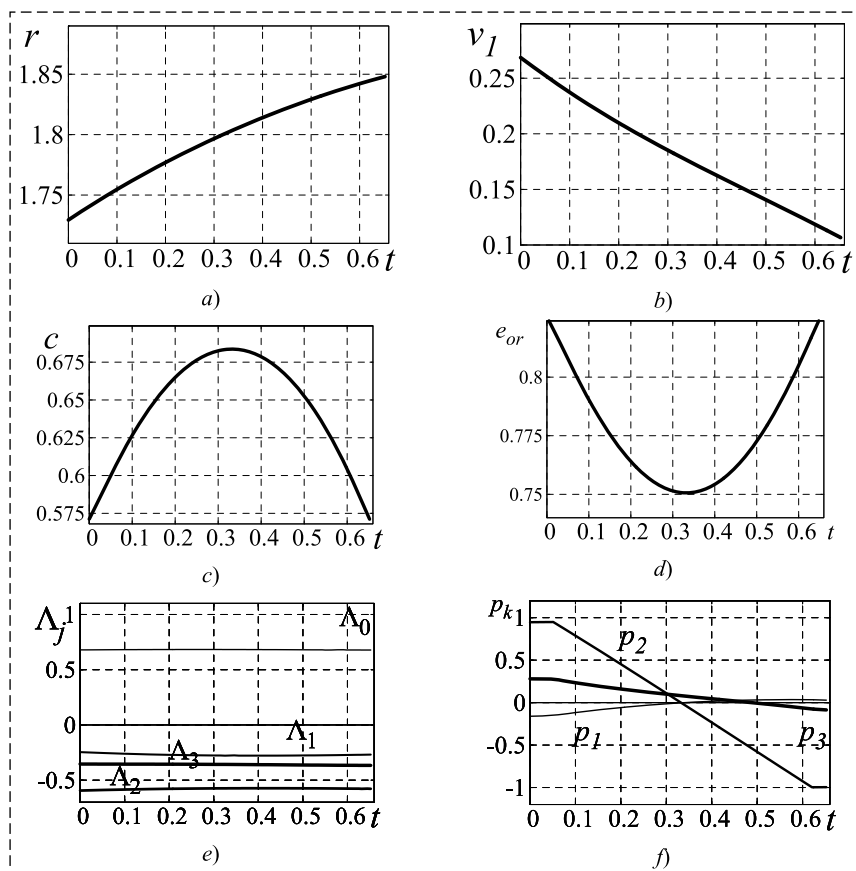 r
1.85
1.8
1.75
0 0.1 0.2 0.3 0.4 0.5 0.6 t
a)
v1
0.25
0.2
0.15
0.1
0 0.1 0.2 0.3 0.4 0.5 0.6 t
b)
c
0.675
0.65
0.625
0.6
0.575
0 0.1 0.2 0.3 0.4 0.5 0.6 t
c)
e_or
0.8
0.775
0.75
0 0.1 0.2 0.3 0.4 0.5 0.6 t
d)
Λj 1 Λ0
0.5
0
Λ1
Λ3
-0.5 Λ2
0 0.1 0.2 0.3 0.4 0.5 0.6 t
e)
pk 1
p2
0.5
0
p1 p3
-0.5
-1
0 0.1 0.2 0.3 0.4 0.5 0.6 t
f)